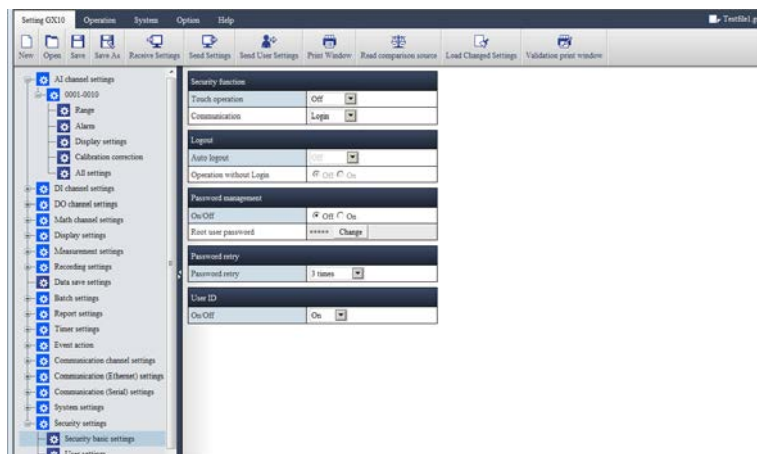 Setting GX10 Operation System Option Help
Testfile1.g
New Open Save Save As Receive Settings Send Settings Send User Settings Print Window Read comparison source Load Changed Settings Validation print window
AI channel settings
0001-0010
Range
Alarm
Display settings
Calibration correction
All settings
DI channel settings
DO channel settings
Math channel settings
Display settings
Measurement settings
Recording settings
Data save settings
Batch settings
Report settings
Timer settings
Event action
Communication channel settings
Communication (Ethernet) settings
Communication (Serial) settings
System settings
Security settings
Security basic settings
User settings
Security function
Touch operation Off
Communication Login
Logout
Auto logout Off
Operation without Login Off On
Password management
On/Off Off On
Root user password ***** Change
Password retry
Password retry 3 times
User ID
On/Off On